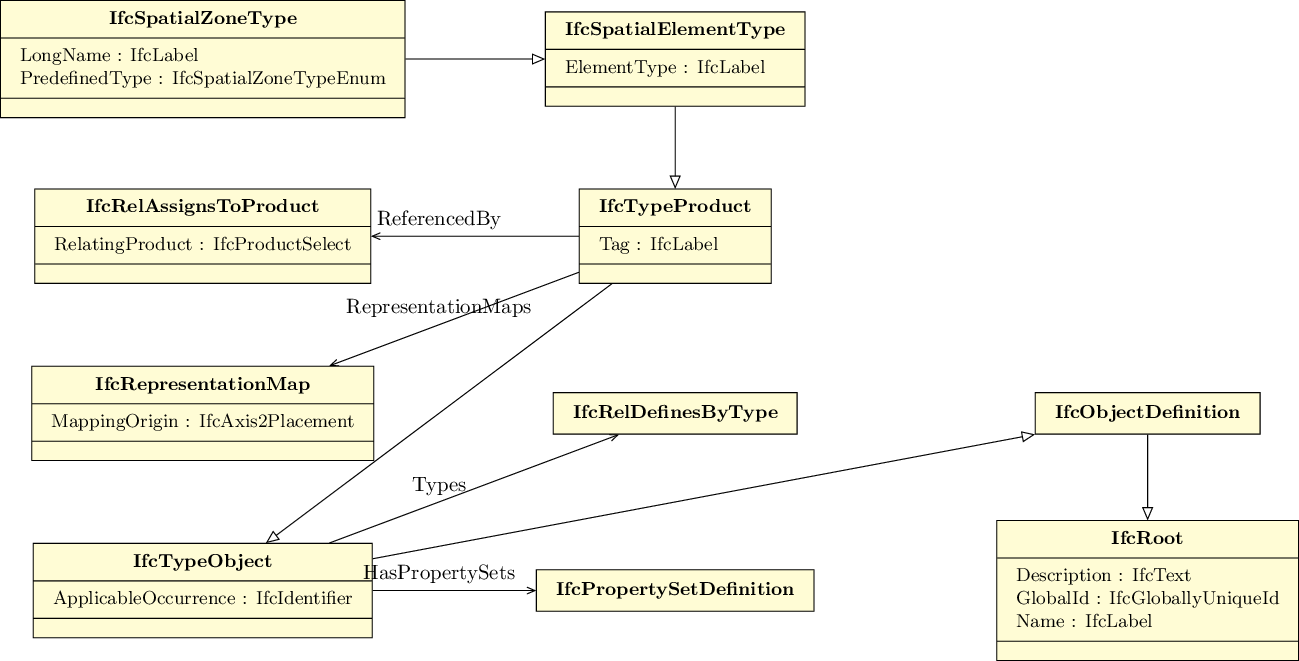 IfcSpatialZoneType
LongName : IfcLabel
PredefinedType : IfcSpatialZoneTypeEnum
IfcSpatialElementType
ElementType : IfcLabel
IfcRelAssignsToProduct
RelatingProduct : IfcProductSelect
ReferencedBy
IfcTypeProduct
Tag : IfcLabel
RepresentationMaps
IfcRepresentationMap
MappingOrigin : IfcAxis2Placement
IfcRelDefinesByType
IfcObjectDefinition
Types
IfcTypeObject
ApplicableOccurrence : IfcIdentifier
HasPropertySets
IfcPropertySetDefinition
IfcRoot
Description : IfcText
GlobalId : IfcGloballyUniqueId
Name : IfcLabel